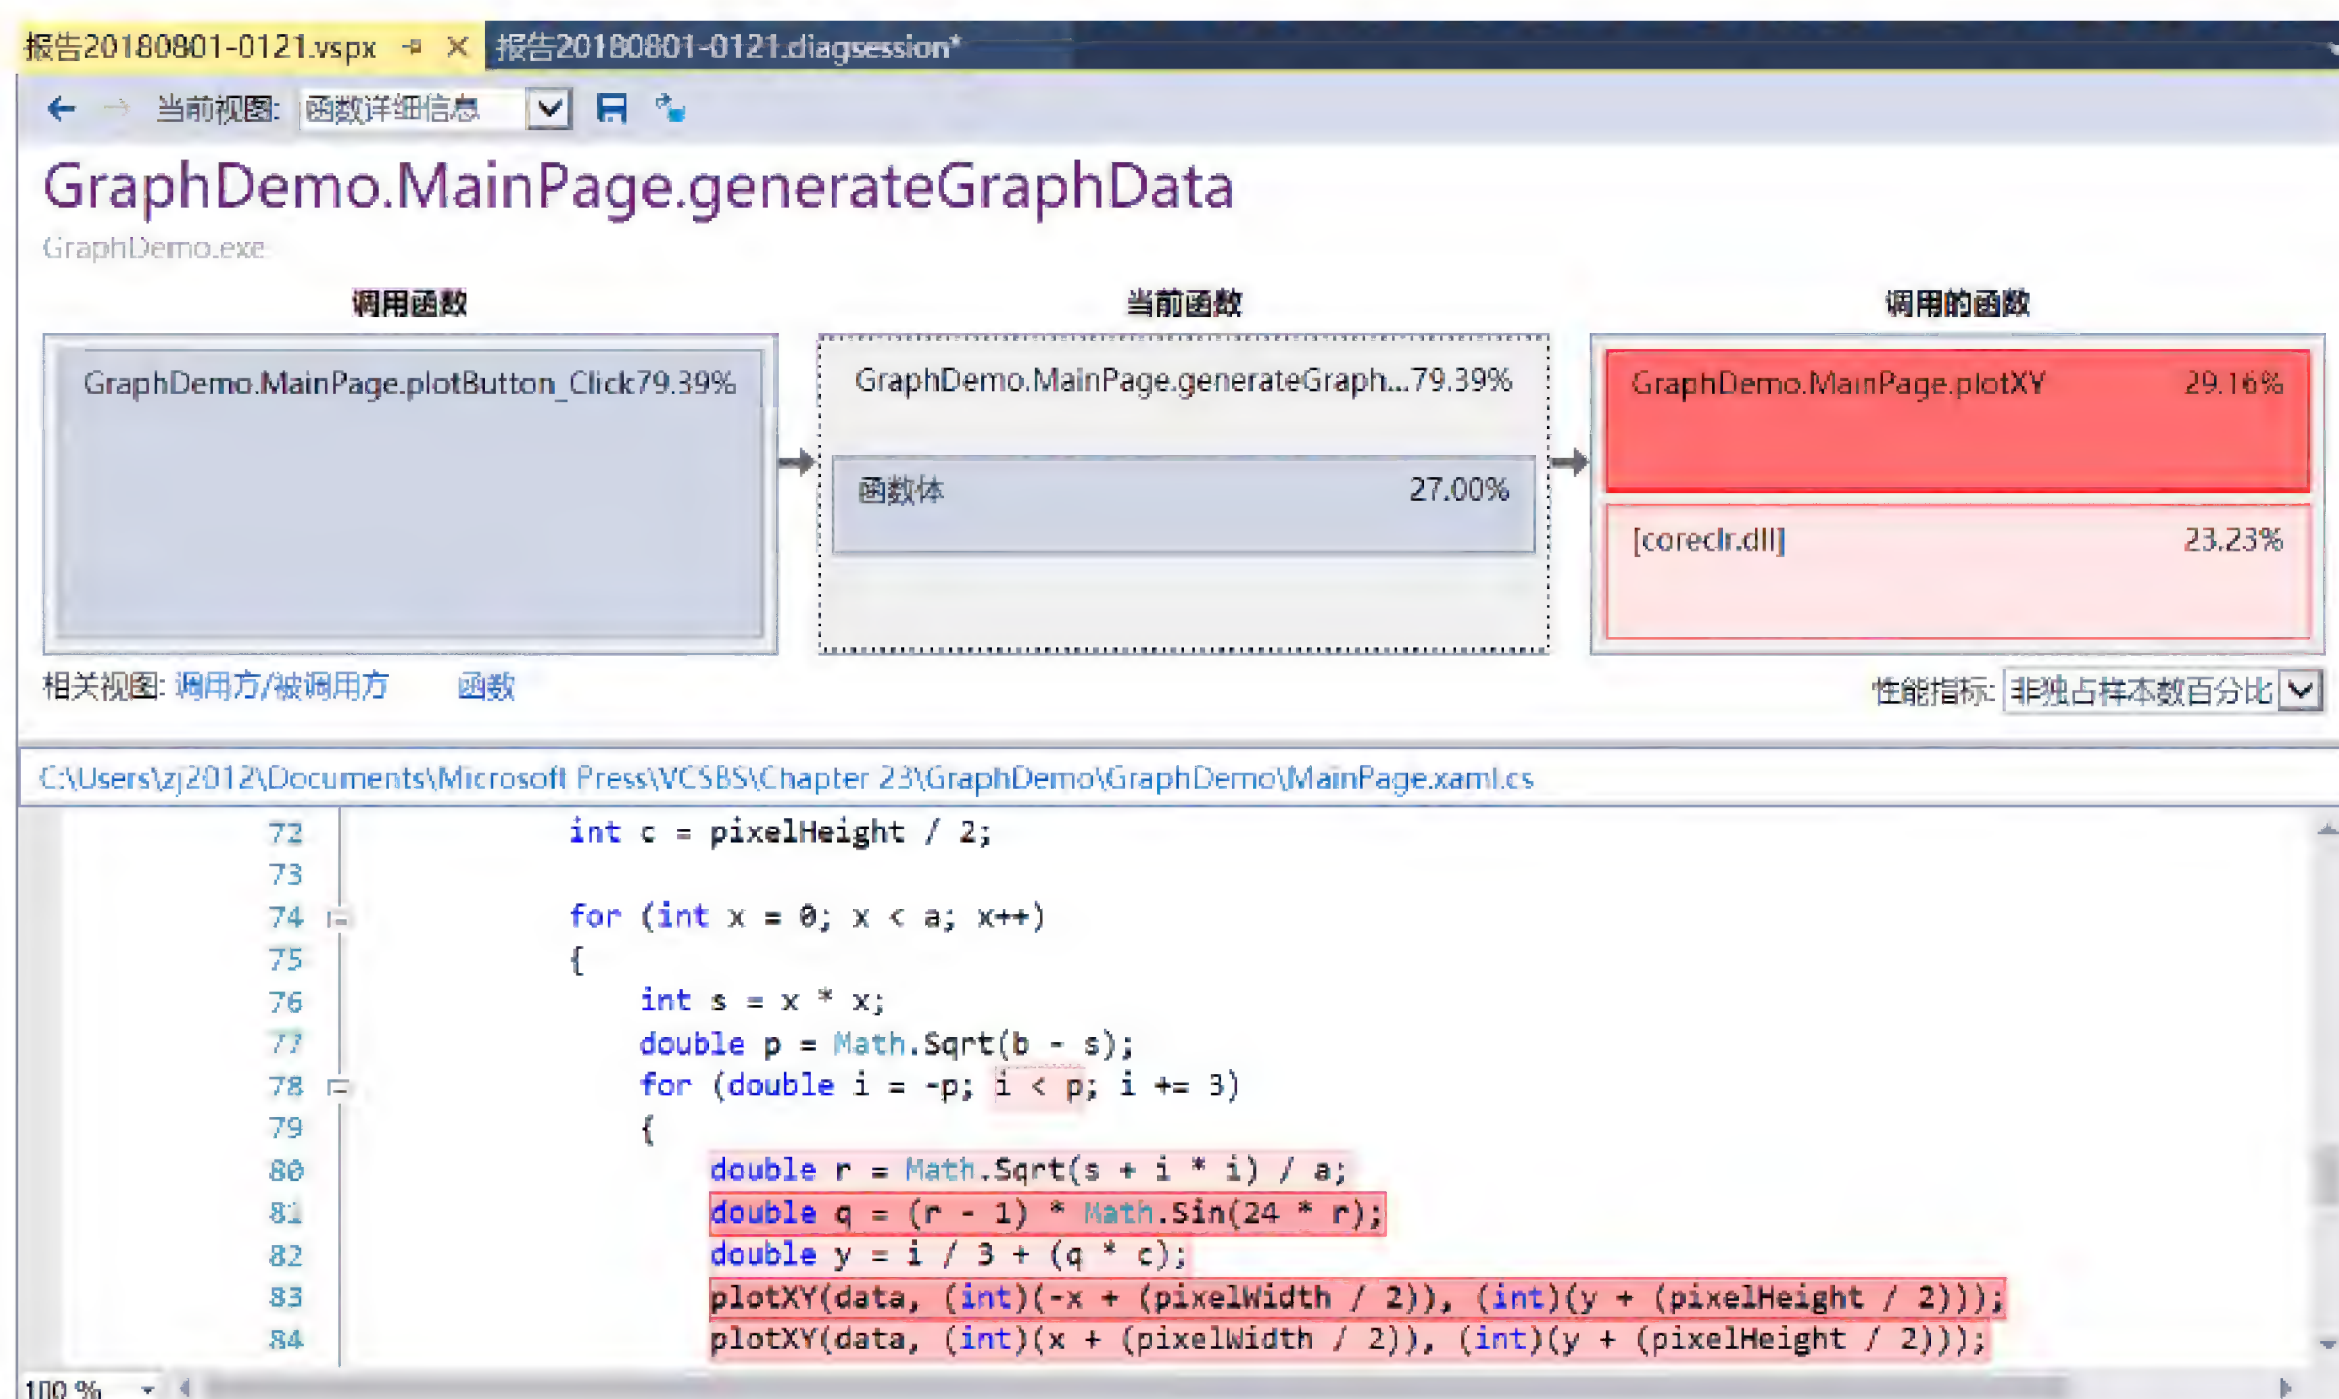 报告20180801-0121.vspx 报告20180801-0121.diagsession*
当前视图: 函数详细信息
GraphDemo.MainPage.generateGraphData
GraphDemo.exe
调用函数 当前函数 调用的函数
GraphDemo.MainPage.plotButton_Click79.39% GraphDemo.MainPage.generateGraph...79.39% GraphDemo.MainPage.plotXY 29.16%
函数体 27.00%
[coreclr.dll] 23.23%
相关视图: 调用方/被调用方 函数 性能指标: 非独占样本数百分比
C:\Users\zj2012\Documents\Microsoft Press\VCSBS\Chapter 23\GraphDemo\GraphDemo\MainPage.xaml.cs
72 int c = pixelHeight / 2;
73
74 for (int x = 0; x < a; x++)
75 {
76 int s = x * x;
77 double p = Math.Sqrt(b - s);
78 for (double i = -p; i < p; i += 3)
79 {
80 double r = Math.Sqrt(s + i * i) / a;
81 double q = (r - 1) * Math.Sin(24 * r);
82 double y = i / 3 + (q * c);
83 plotXY(data, (int)(-x + (pixelWidth / 2)), (int)(y + (pixelHeight / 2)));
84 plotXY(data, (int)(x + (pixelWidth / 2)), (int)(y + (pixelHeight / 2)));
100 %